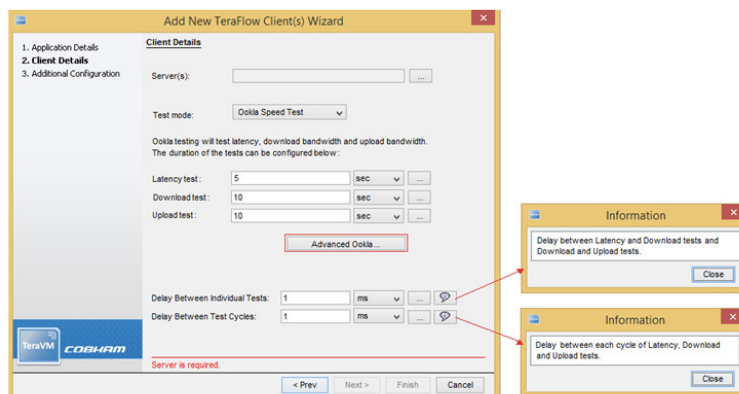 Add New TeraFlow Client(s) Wizard
1. Application Details
2. Client Details
3. Additional Configuration
Client Details
Server(s):
...
Test mode:
Ookla Speed Test
Ookla testing will test latency, download bandwidth and upload bandwidth.
The duration of the tests can be configured below:
Latency test: 5 sec ...
Download test: 10 sec ...
Upload test: 10 sec ...
Advanced Ookla...
Delay Between Individual Tests: 1 ms ...
Delay Between Test Cycles: 1 ms ...
TeraVM COBHAM
Server is required.
< Prev Next > Finish Cancel
Information
Delay between Latency and Download tests and
Download and Upload tests.
Close
Information
Delay between each cycle of Latency, Download
and Upload tests.
Close